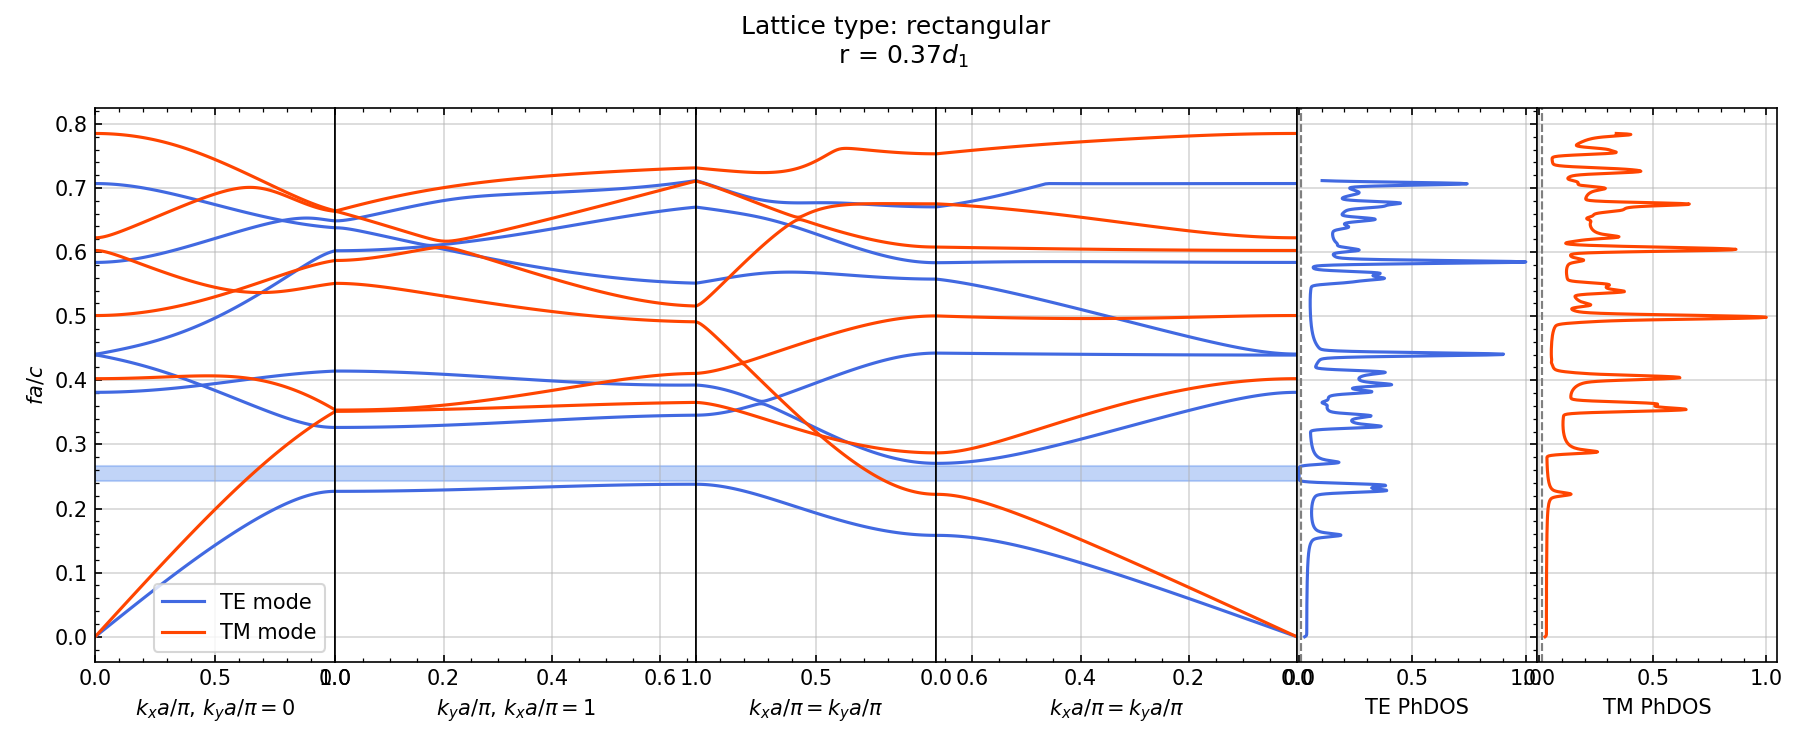 Lattice type: rectangular
r = 0.37d₁
fa/c
0.8
0.7
0.6
0.5
0.4
0.3
0.2
0.1
0.0
TE mode
TM mode
0.0 0.5 1.0
0.0 0.2 0.4 0.6
1.0 0.5 0.0
0.6 0.4 0.2 0.0
0.0 0.5 1.0
0.0 0.5 1.0
kₓa/π, kᵧa/π = 0
kᵧa/π, kₓa/π = 1
kₓa/π = kᵧa/π
kₓa/π = kᵧa/π
TE PhDOS
TM PhDOS